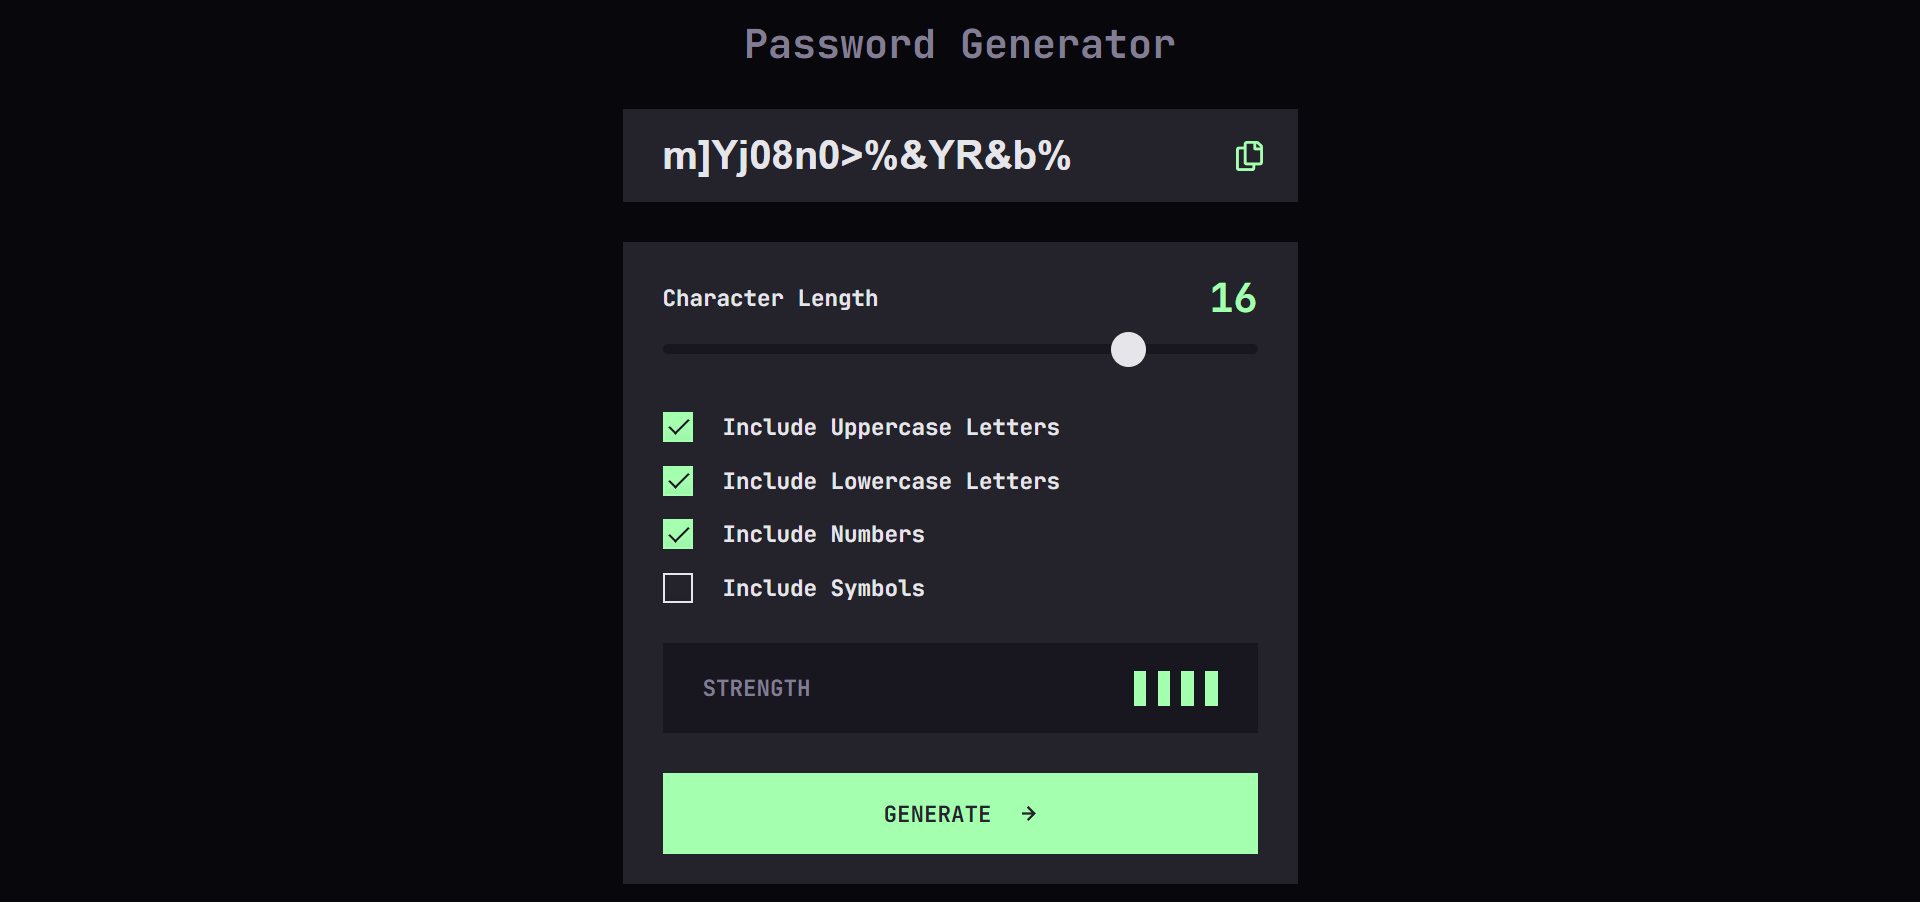 Password Generator
m]Yj08n0>%&YR&b%
Character Length
16
Include Uppercase Letters
Include Lowercase Letters
Include Numbers
Include Symbols
STRENGTH
GENERATE →